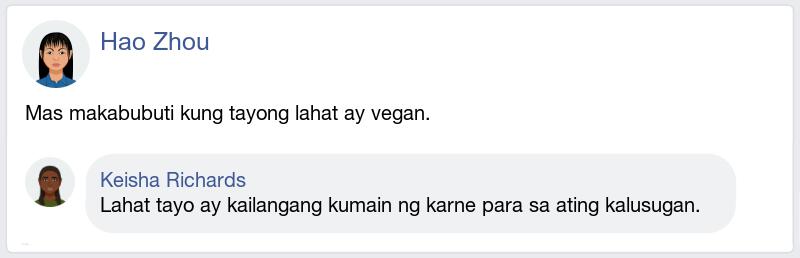 Hao Zhou
Mas makabubuti kung tayong lahat ay vegan.
Keisha Richards
Lahat tayo ay kailangang kumain ng karne para sa ating kalusugan.